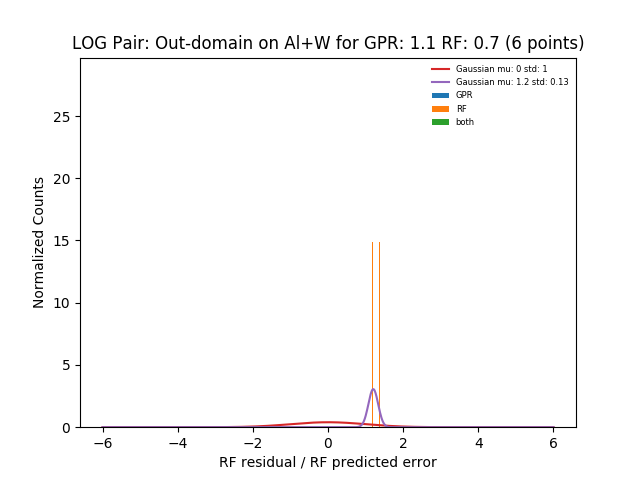 LOG Pair: Out-domain on Al+W for GPR: 1.1 RF: 0.7 (6 points)
Gaussian mu: 0 std: 1
Gaussian mu: 1.2 std: 0.13
GPR
RF
both
Normalized Counts
25
20
15
10
5
0
−6 −4 −2 0 2 4 6
RF residual / RF predicted error